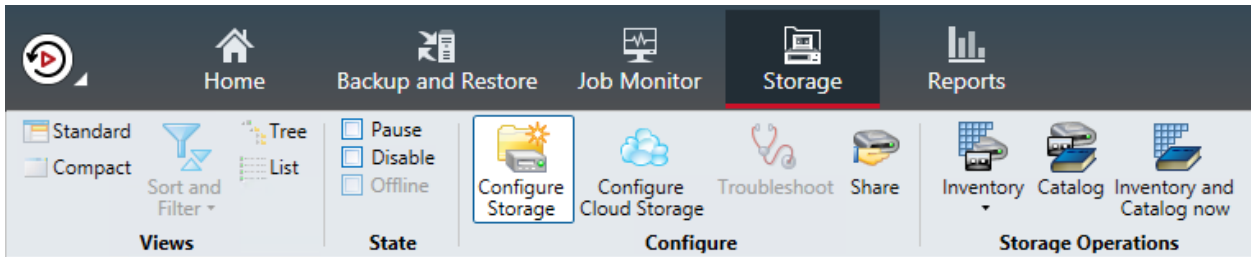 Home
Backup and Restore
Job Monitor
Storage
Reports
Standard
Compact
Sort and
Filter
Tree
List
Views
Pause
Disable
Offline
State
Configure
Storage
Configure
Cloud Storage
Troubleshoot
Share
Configure
Inventory
Catalog
Inventory and
Catalog now
Storage Operations